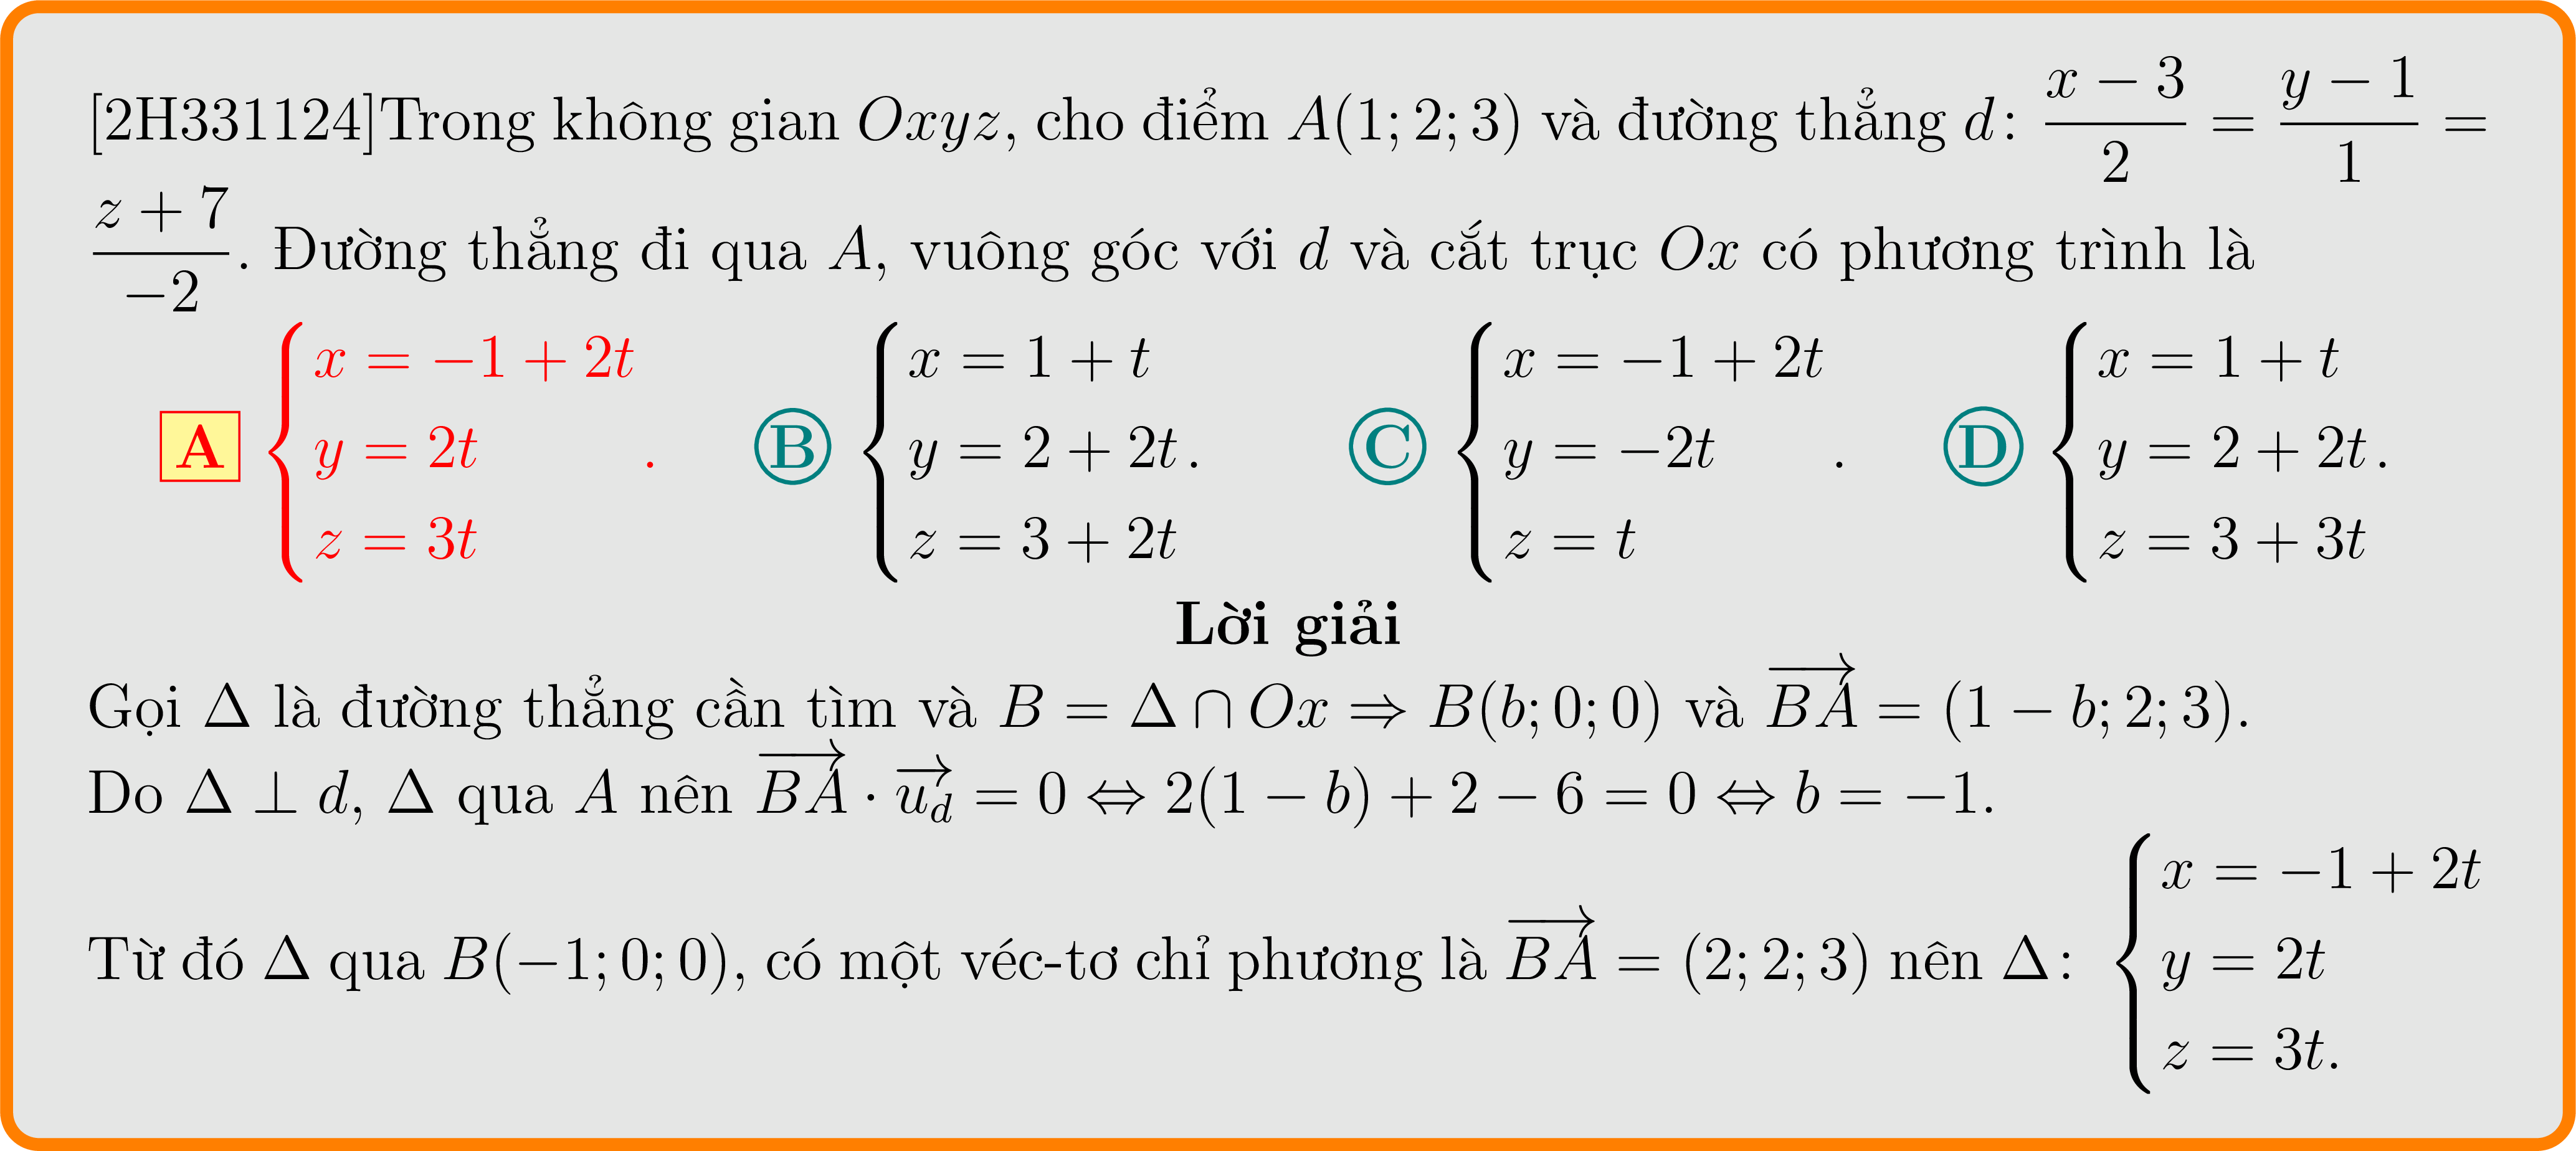 [2H331124]Trong không gian $Oxyz$, cho điểm $A(1;2;3)$ và đường thẳng $d\colon \dfrac{x-3}{2}=\dfrac{y-1}{1}=$
$\dfrac{z+7}{-2}$. Đường thẳng đi qua $A$, vuông góc với $d$ và cắt trục $Ox$ có phương trình là
A $\begin{cases} x=-1+2t \\ y=2t \\ z=3t \end{cases}$. B $\begin{cases} x=1+t \\ y=2+2t \\ z=3+2t \end{cases}$. C $\begin{cases} x=-1+2t \\ y=-2t \\ z=t \end{cases}$. D $\begin{cases} x=1+t \\ y=2+2t \\ z=3+3t \end{cases}$.
Lời giải
Gọi $\Delta$ là đường thẳng cần tìm và $B=\Delta\cap Ox\Rightarrow B(b;0;0)$ và $\overrightarrow{BA}=(1-b;2;3)$.
Do $\Delta\perp d$, $\Delta$ qua $A$ nên $\overrightarrow{BA}\cdot\overrightarrow{u_d}=0\Leftrightarrow 2(1-b)+2-6=0\Leftrightarrow b=-1$.
Từ đó $\Delta$ qua $B(-1;0;0)$, có một véc-tơ chỉ phương là $\overrightarrow{BA}=(2;2;3)$ nên $\Delta\colon \begin{cases} x=-1+2t \\ y=2t \\ z=3t. \end{cases}$